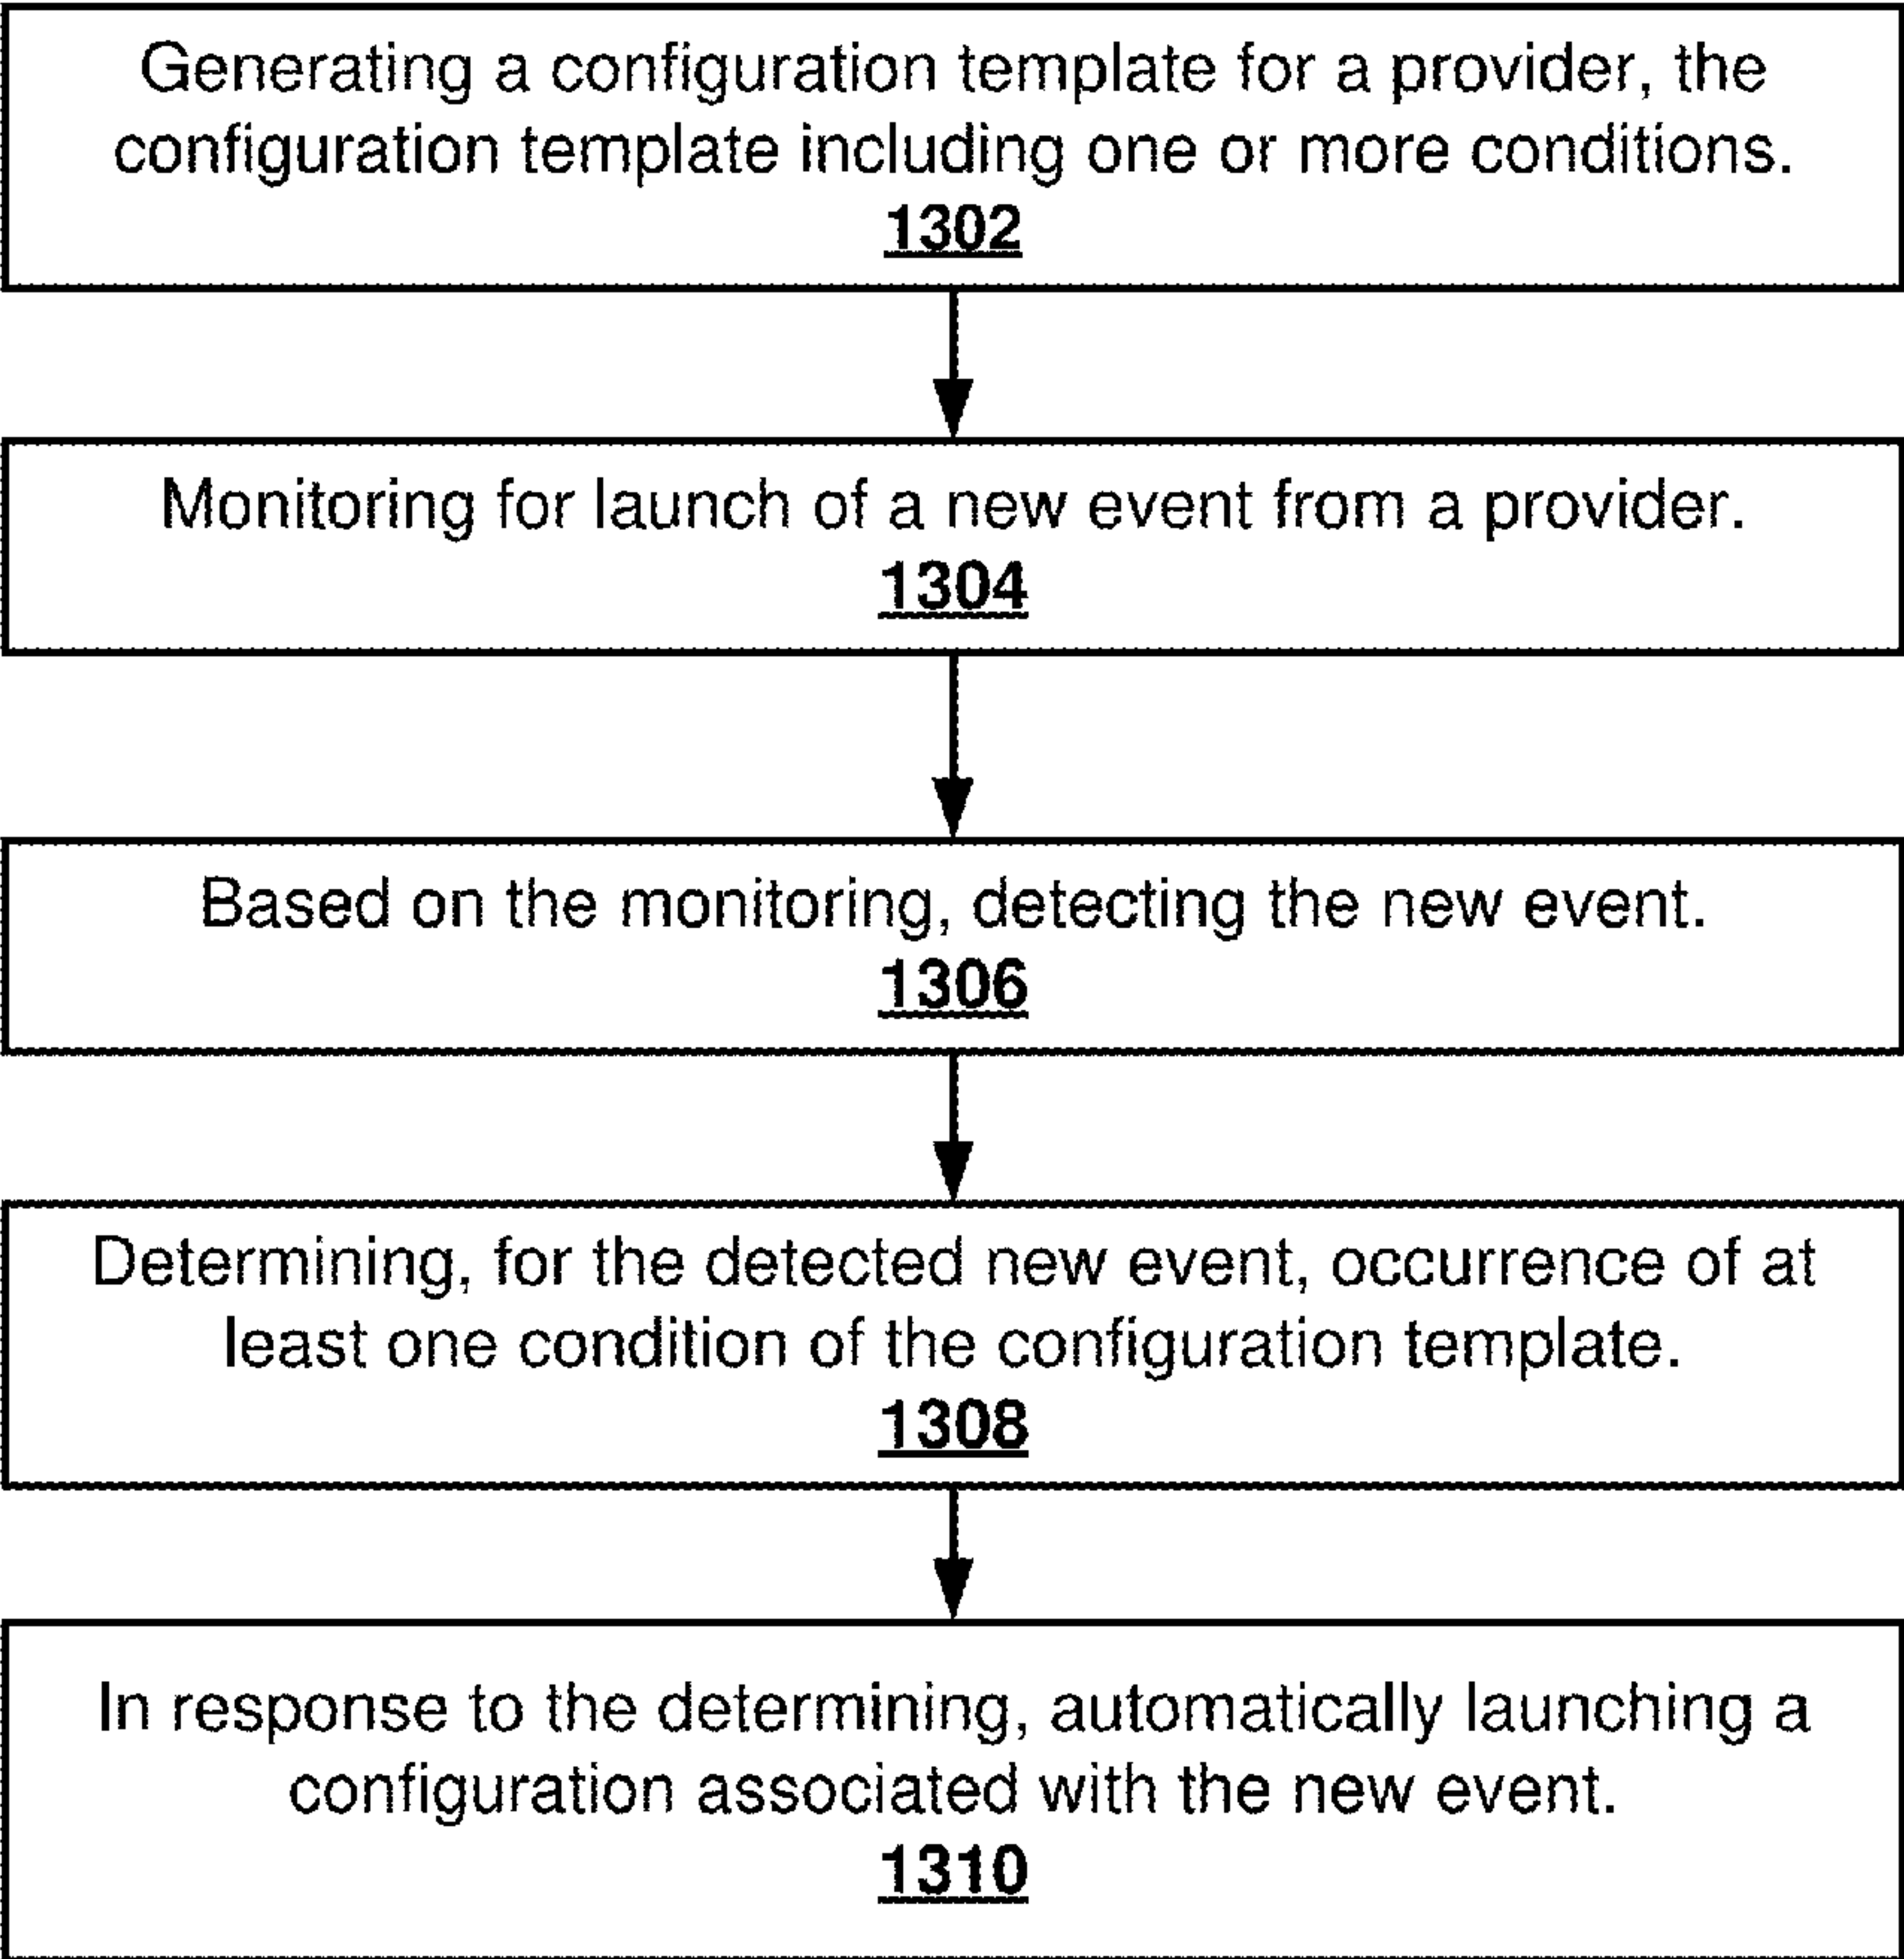 Generating a configuration template for a provider, the
configuration template including one or more conditions.
1302
Monitoring for launch of a new event from a provider.
1304
Based on the monitoring, detecting the new event.
1306
Determining, for the detected new event, occurrence of at
least one condition of the configuration template.
1308
In response to the determining, automatically launching a
configuration associated with the new event.
1310